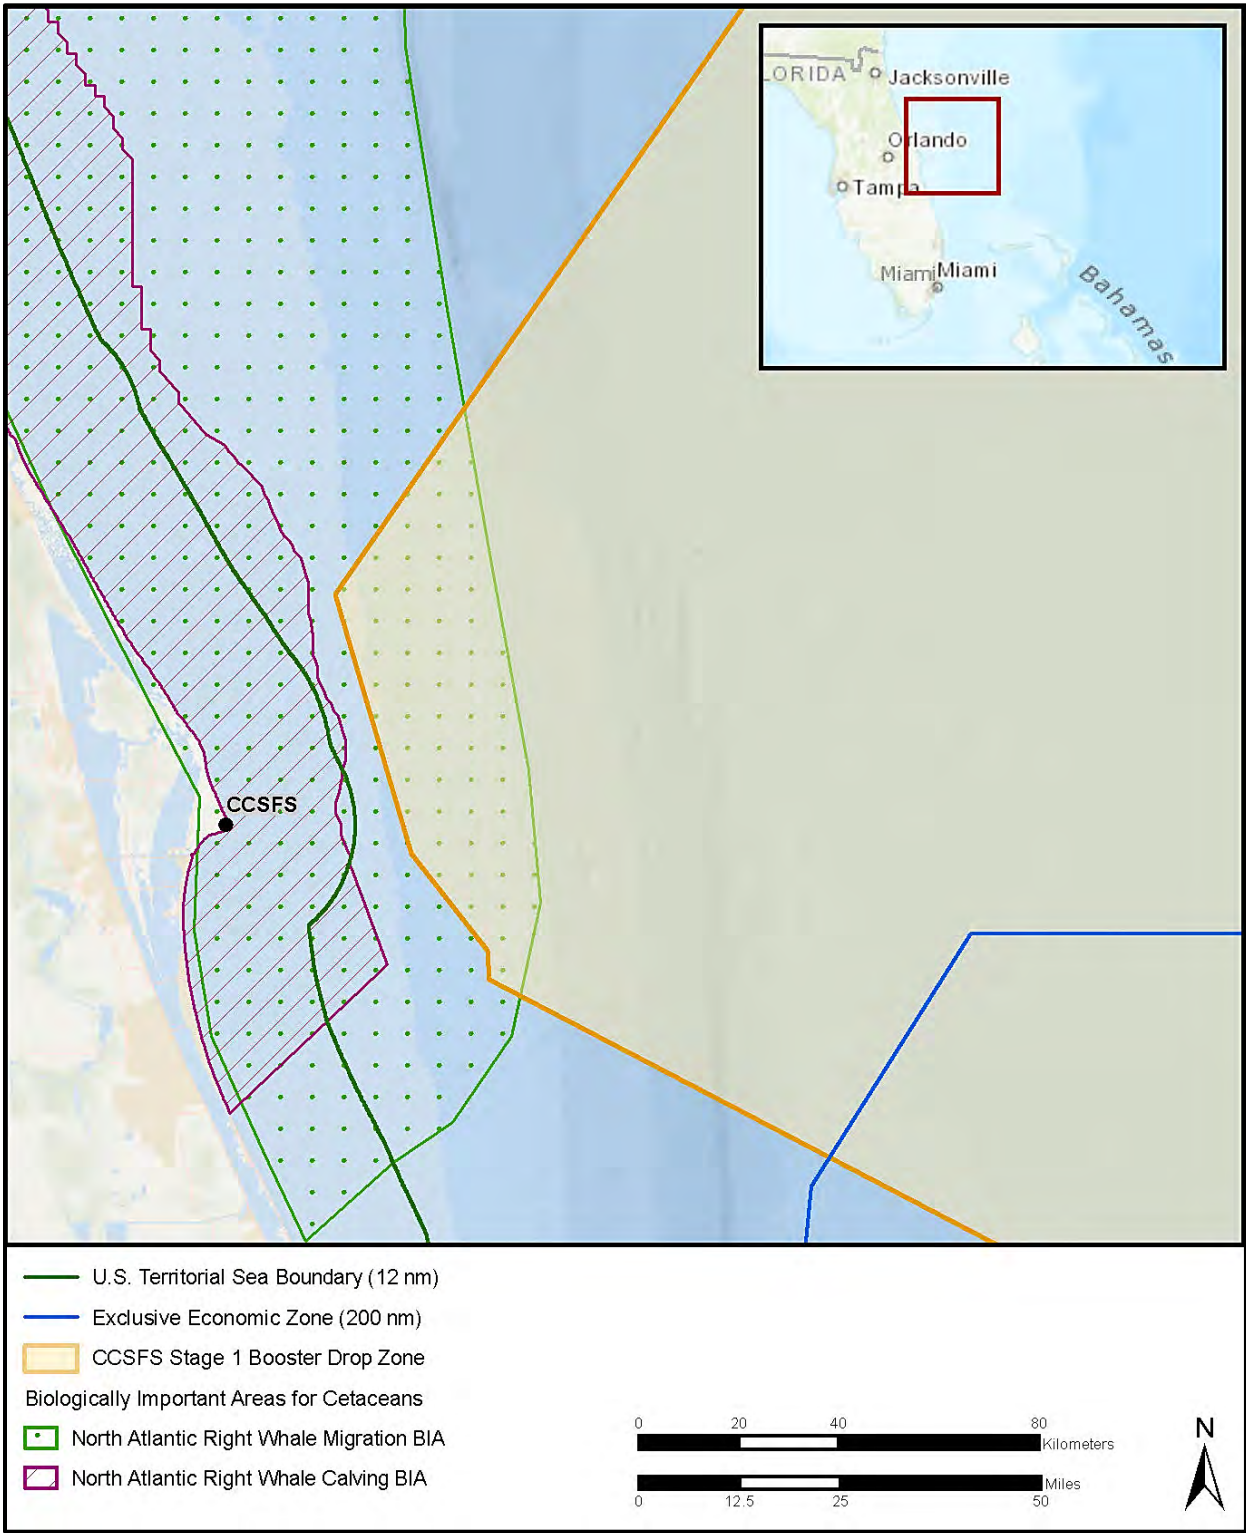 LORIDA
Jacksonville
Orlando
Tampa
Miami
Miami
Bahamas
CCSFS
U.S. Territorial Sea Boundary (12 nm)
Exclusive Economic Zone (200 nm)
CCSFS Stage 1 Booster Drop Zone
Biologically Important Areas for Cetaceans
North Atlantic Right Whale Migration BIA
North Atlantic Right Whale Calving BIA
0 20 40 80
Kilometers
Miles
0 12.5 25 50
N